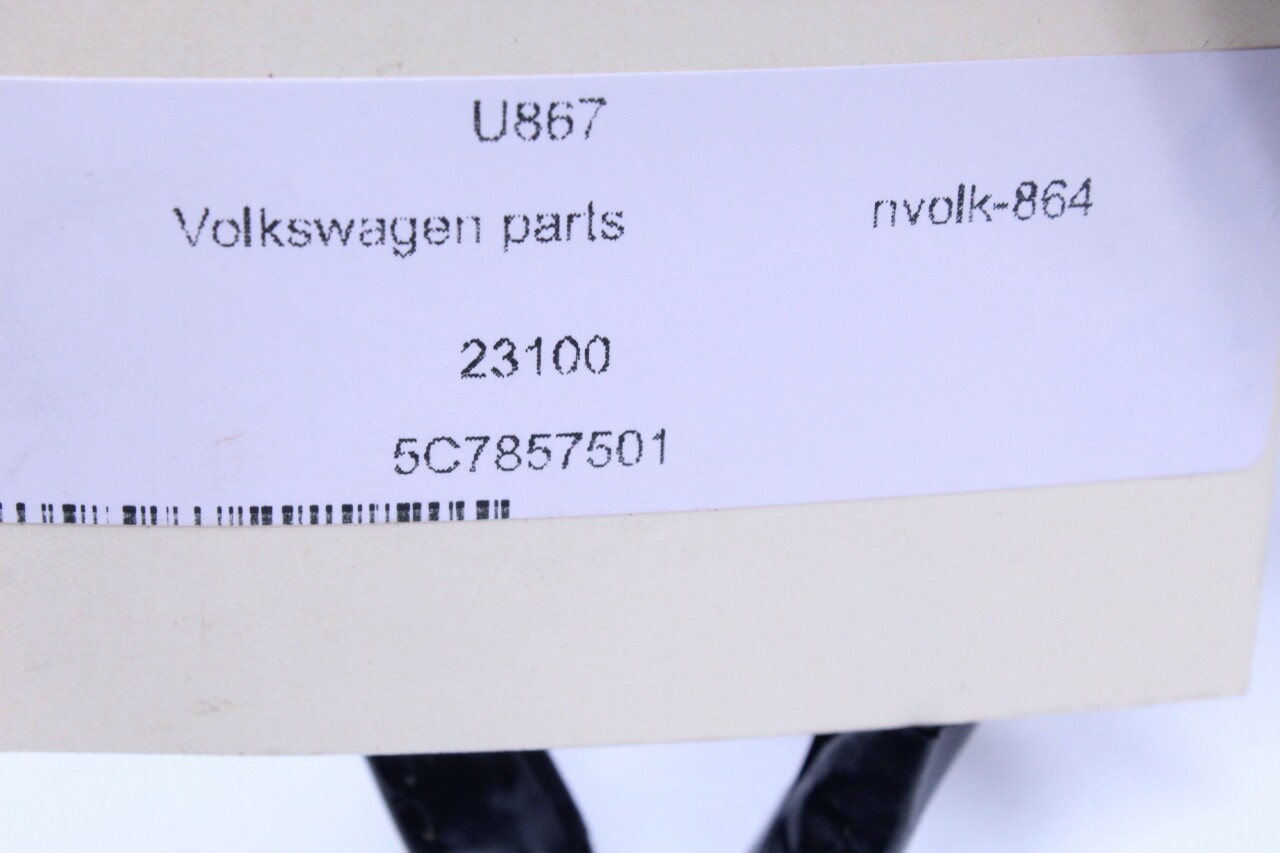 U867
Volkswagen parts nvolk-864
23100
5C7857501